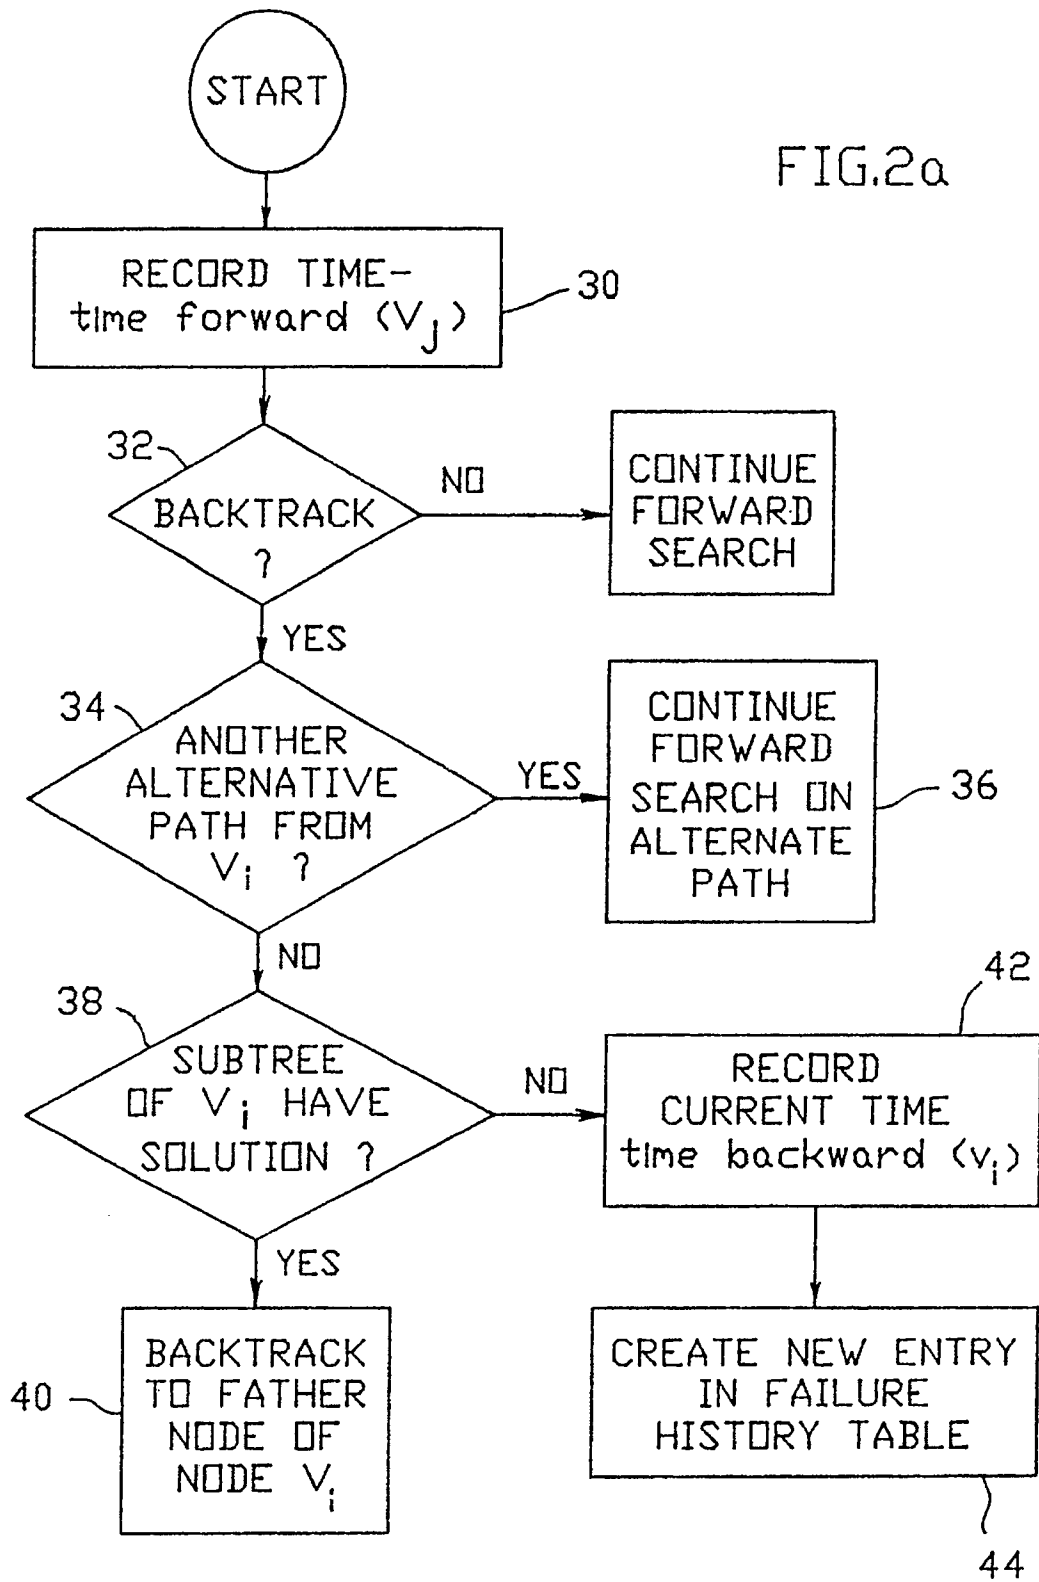 START
FIG.2a
RECORD TIME-
time forward (Vj)
30
32
BACKTRACK
?
NO
CONTINUE
FORWARD
SEARCH
YES
34
ANOTHER
ALTERNATIVE
PATH FROM
Vi ?
YES
CONTINUE
FORWARD
SEARCH ON
ALTERNATE
PATH
36
NO
38
SUBTREE
OF Vi HAVE
SOLUTION ?
NO
42
RECORD
CURRENT TIME
time backward (vi)
YES
40
BACKTRACK
TO FATHER
NODE OF
NODE Vi
CREATE NEW ENTRY
IN FAILURE
HISTORY TABLE
44